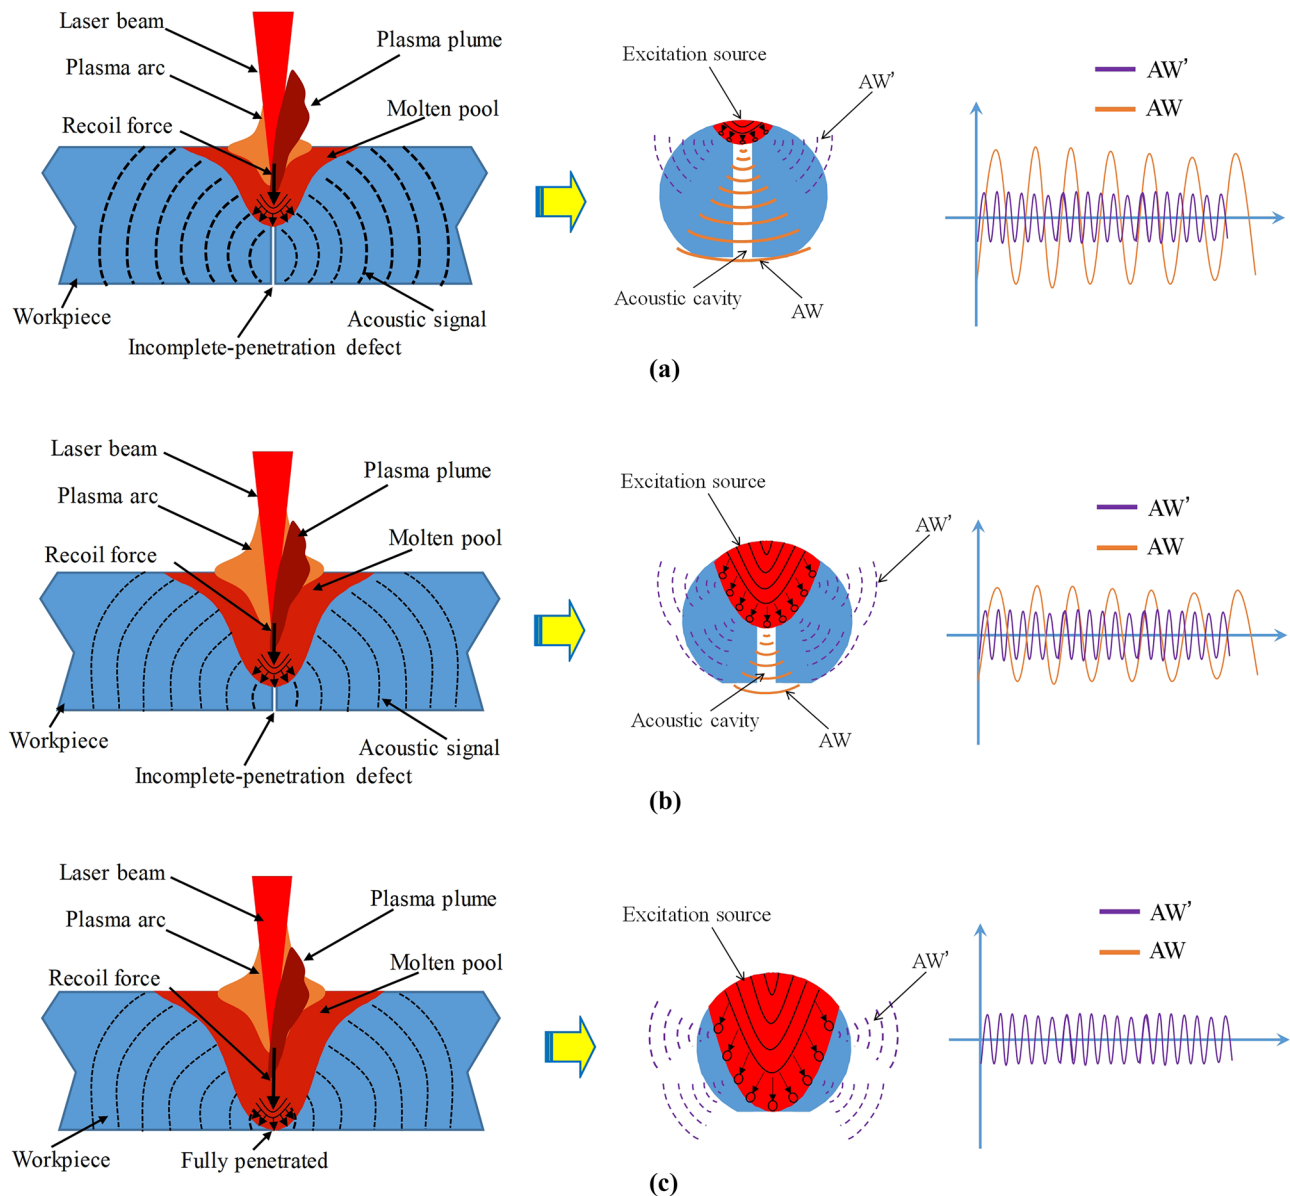 Laser beam
Plasma arc
Recoil force
Plasma plume
Molten pool
Workpiece
Acoustic signal
Incomplete-penetration defect
Excitation source
AW'
Acoustic cavity
AW
AW'
AW
(a)
Laser beam
Plasma arc
Recoil force
Plasma plume
Molten pool
Workpiece
Acoustic signal
Incomplete-penetration defect
Excitation source
AW'
Acoustic cavity
AW
AW'
AW
(b)
Laser beam
Plasma arc
Recoil force
Plasma plume
Molten pool
Workpiece
Fully penetrated
Excitation source
AW'
AW'
AW
(c)